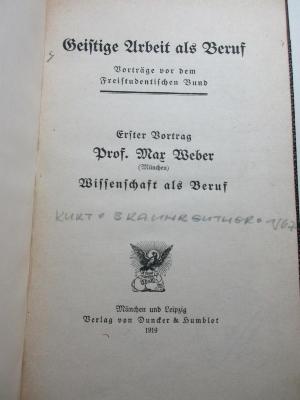 Geistige Arbeit als Beruf
Vorträge vor dem
Freistudentischen Bund
Erster Vortrag
Prof. Max Weber
(München)
Wissenschaft als Beruf
KURT • BRAUNREUTHER • 1/67
München und Leipzig
Verlag von Duncker & Humblot
1919